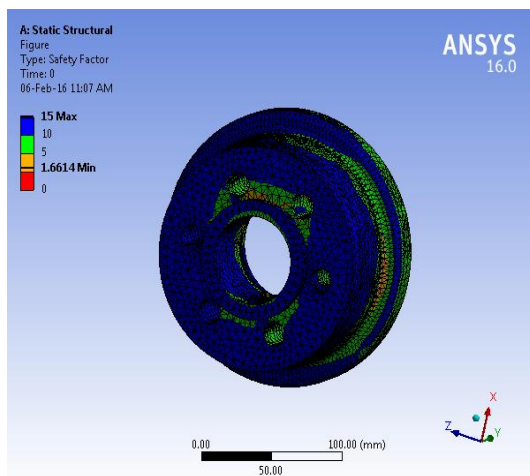 A: Static Structural
Figure
Type: Safety Factor
Time: 0
06-Feb-16 11:07 AM
ANSYS
16.0
15 Max
10
5
1.6614 Min
0
X
Y
Z
0.00
100.00 (mm)
50.00